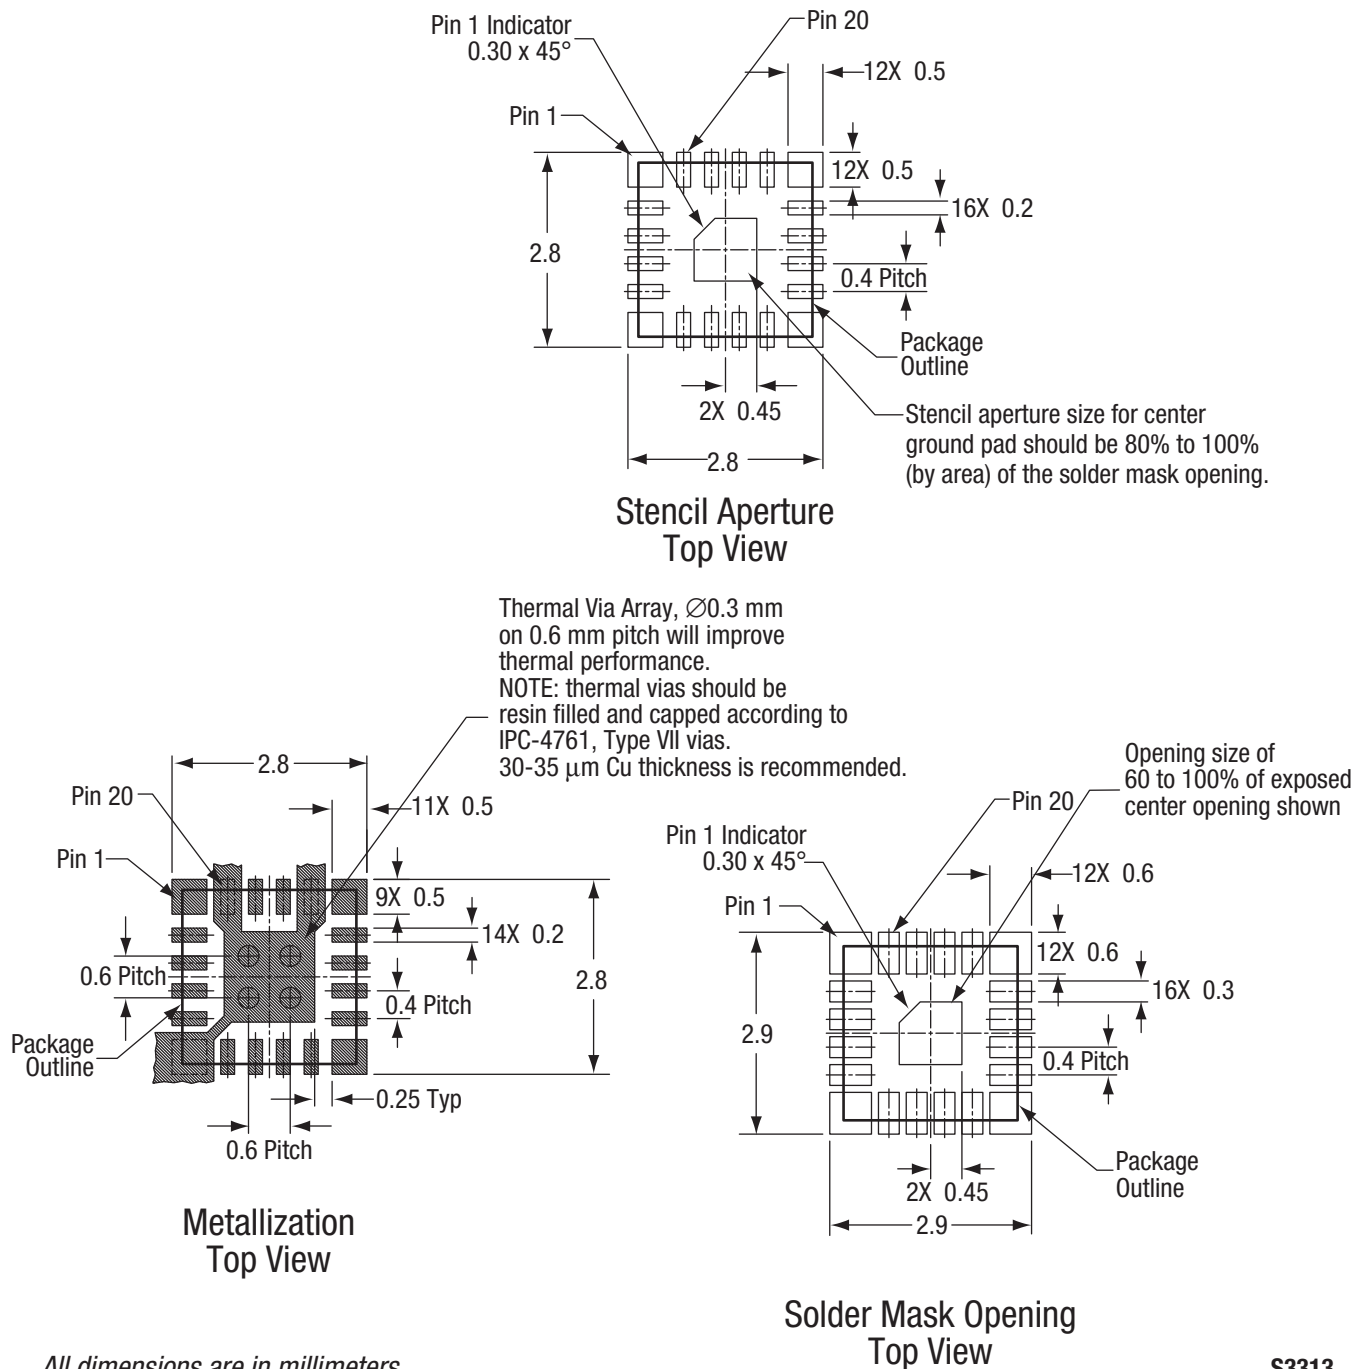 Pin 1 Indicator
0.30 x 45°
Pin 20
12X 0.5
Pin 1
12X 0.5
16X 0.2
2.8
0.4 Pitch
Package
Outline
2X 0.45
Stencil aperture size for center
ground pad should be 80% to 100%
(by area) of the solder mask opening.
2.8
Stencil Aperture
Top View
Thermal Via Array, ∅0.3 mm
on 0.6 mm pitch will improve
thermal performance.
NOTE: thermal vias should be
resin filled and capped according to
IPC-4761, Type VII vias.
30-35 μm Cu thickness is recommended.
2.8
Pin 20
11X 0.5
Pin 1
9X 0.5
14X 0.2
0.6 Pitch
2.8
0.4 Pitch
Package
Outline
0.25 Typ
0.6 Pitch
Metallization
Top View
Opening size of
60 to 100% of exposed
center opening shown
Pin 20
Pin 1 Indicator
0.30 x 45°
12X 0.6
Pin 1
12X 0.6
16X 0.3
2.9
0.4 Pitch
Package
Outline
2X 0.45
2.9
Solder Mask Opening
Top View
All dimensions are in millimeters
S3313